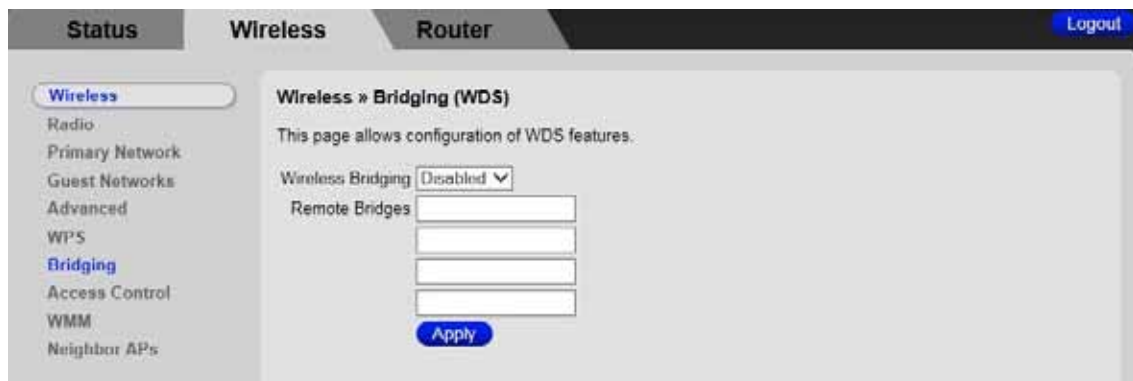 Status Wireless Router Logout
Wireless
Radio
Primary Network
Guest Networks
Advanced
WPS
Bridging
Access Control
WMM
Neighbor APs
Wireless » Bridging (WDS)
This page allows configuration of WDS features.
Wireless Bridging Disabled
Remote Bridges
Apply